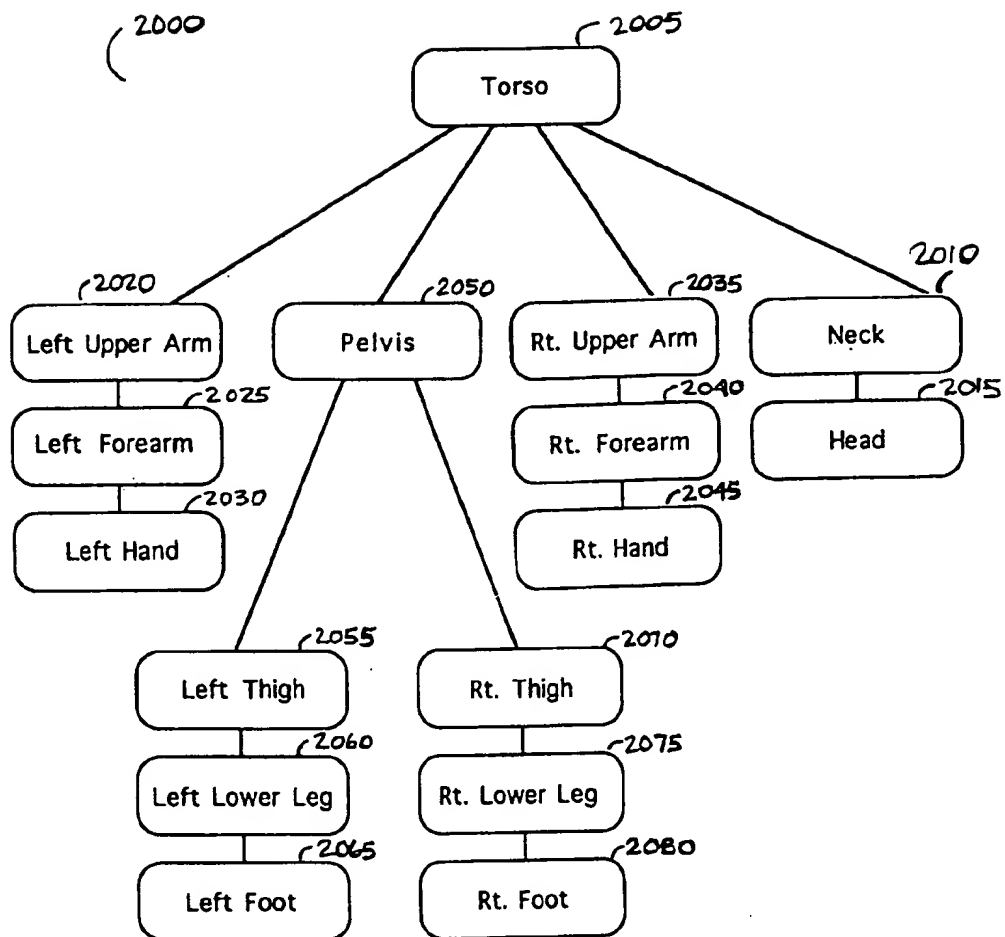 2000
2005
Torso
2020
2050
2035
2010
Left Upper Arm
Pelvis
Rt. Upper Arm
Neck
2025
2040
2015
Left Forearm
Rt. Forearm
Head
2030
2045
Left Hand
Rt. Hand
2055
2070
Left Thigh
Rt. Thigh
2060
2075
Left Lower Leg
Rt. Lower Leg
2065
2080
Left Foot
Rt. Foot